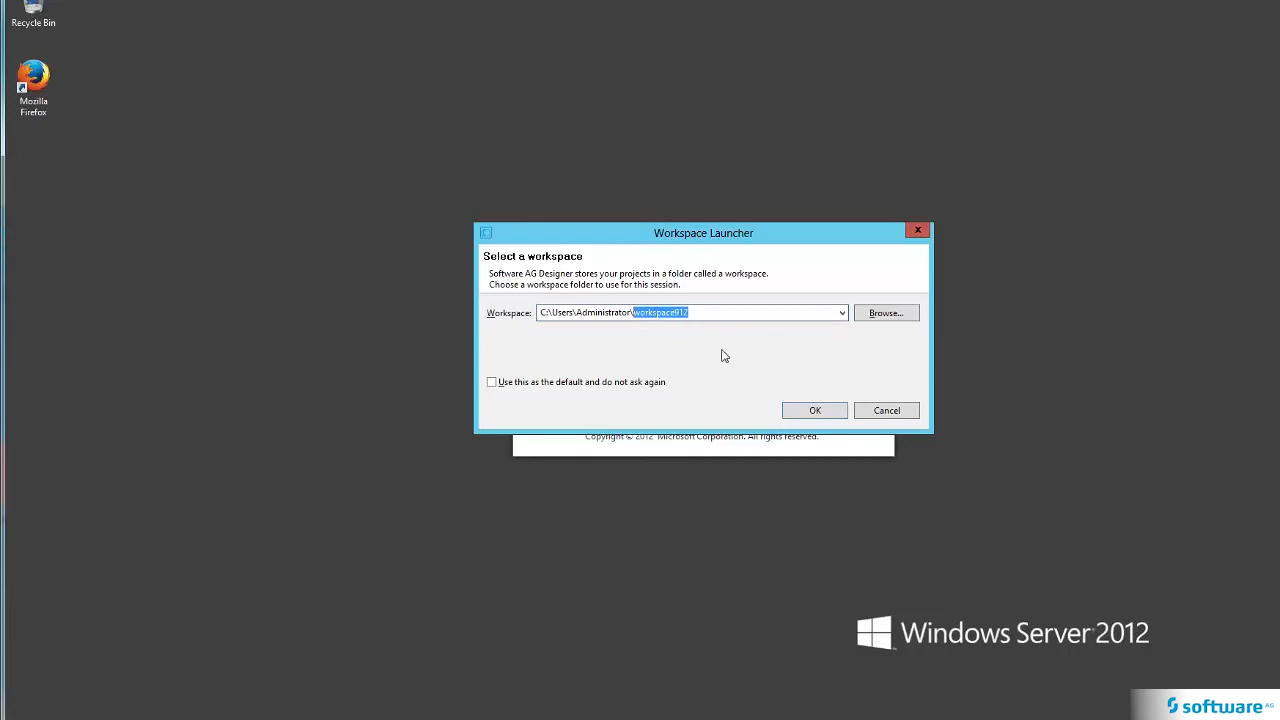 Recycle Bin
Mozilla
Firefox
Workspace Launcher
Select a workspace
Software AG Designer stores your projects in a folder called a workspace.
Choose a workspace folder to use for this session.
Workspace: C:\Users\Administrator\workspace912 Browse...
Use this as the default and do not ask again
OK Cancel
Copyright © 2012 Microsoft Corporation. All rights reserved.
Windows Server 2012
software AG